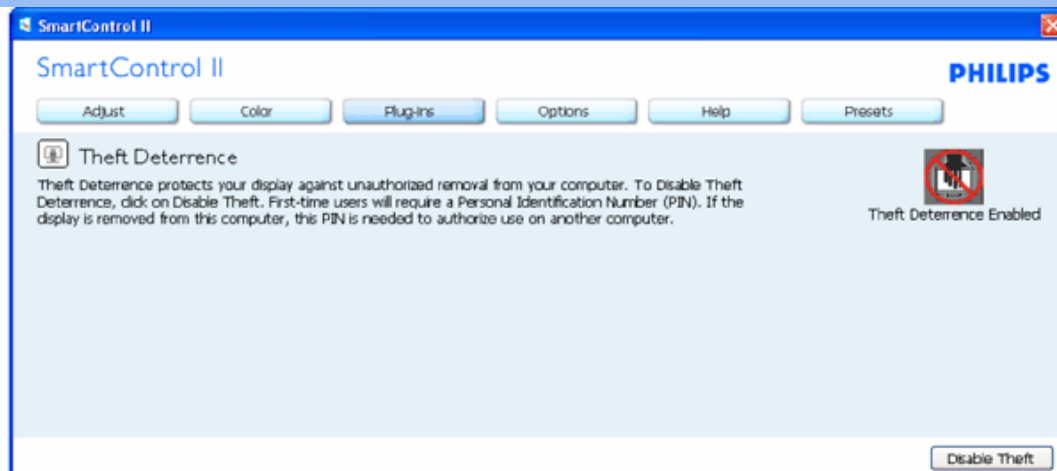 SmartControl II
SmartControl II
PHILIPS
Adjust
Color
Plug-Ins
Options
Help
Presets
Theft Deterrence
Theft Deterrence protects your display against unauthorized removal from your computer. To Disable Theft
Deterrence, click on Disable Theft. First-time users will require a Personal Identification Number (PIN). If the
display is removed from this computer, this PIN is needed to authorize use on another computer.
Theft Deterrence Enabled
Disable Theft